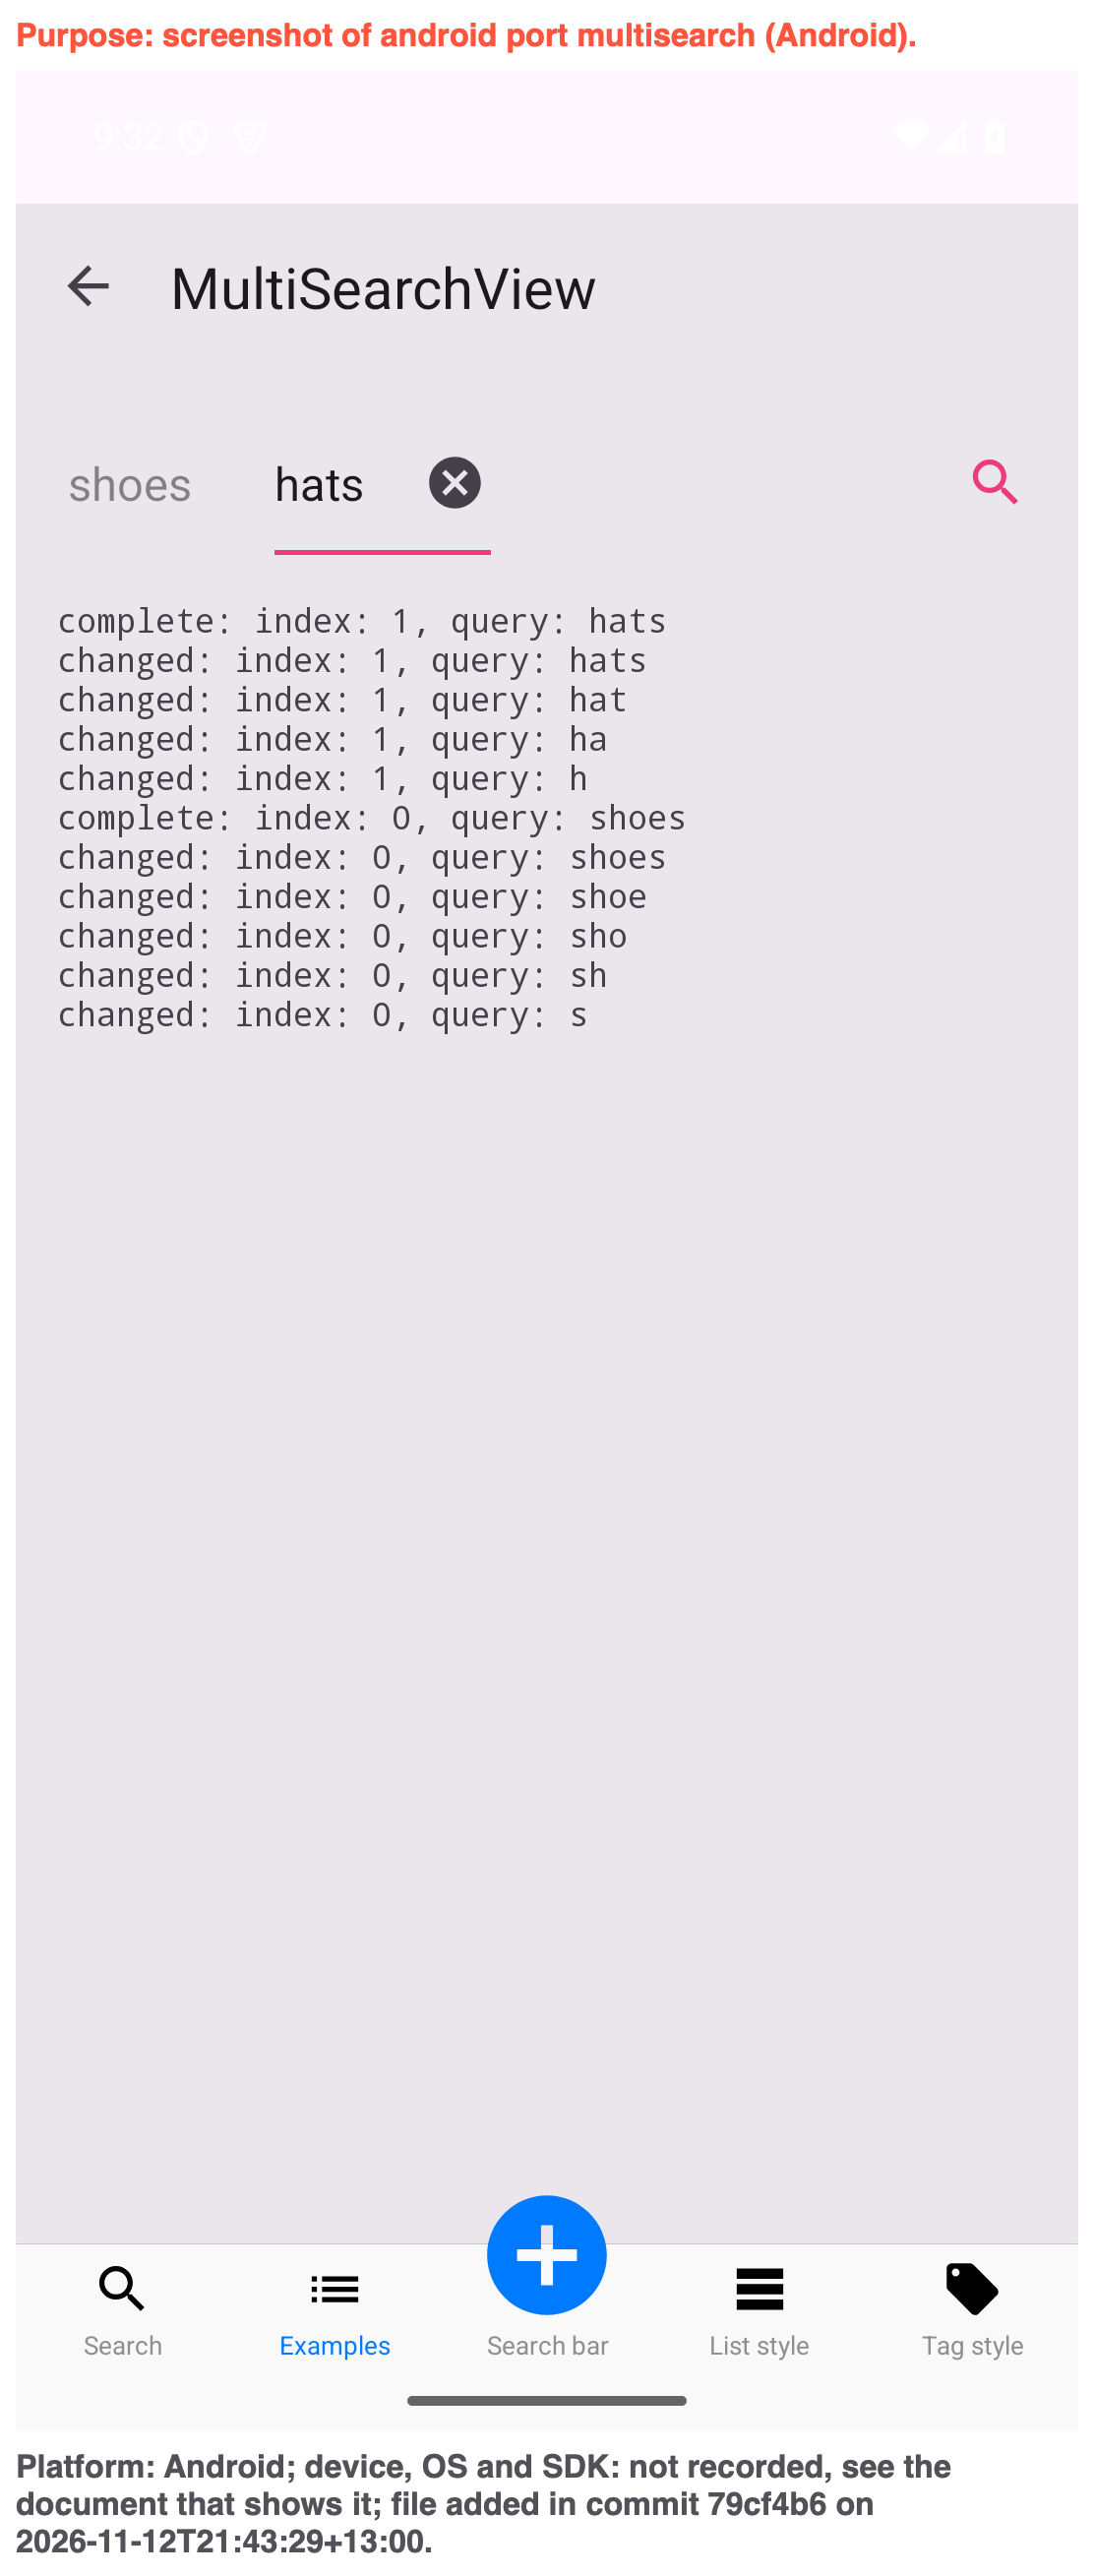 Purpose: screenshot of android port multisearch (Android).
9:32
MultiSearchView
shoes hats
complete: index: 1, query: hats
changed: index: 1, query: hats
changed: index: 1, query: hat
changed: index: 1, query: ha
changed: index: 1, query: h
complete: index: 0, query: shoes
changed: index: 0, query: shoes
changed: index: 0, query: shoe
changed: index: 0, query: sho
changed: index: 0, query: sh
changed: index: 0, query: s
Search Examples Search bar List style Tag style
Platform: Android; device, OS and SDK: not recorded, see the
document that shows it; file added in commit 79cf4b6 on
2026-11-12T21:43:29+13:00.